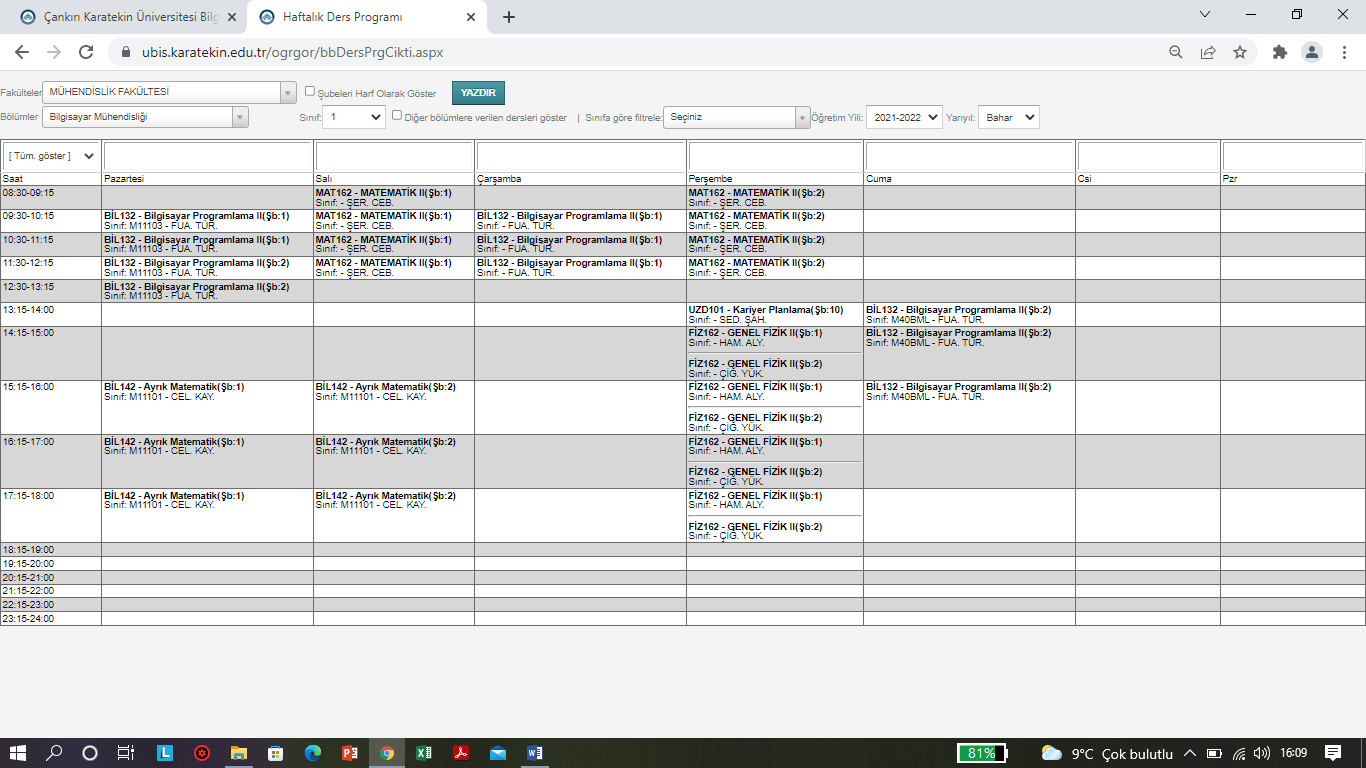 Çankırı Karatekin Üniversitesi Bilg
Haftalık Ders Programı
ubis.karatekin.edu.tr/ogrgor/bbDersPrgCikti.aspx
Fakülteler MÜHENDİSLİK FAKÜLTESİ Şubeleri Harf Olarak Göster YAZDIR
Bölümler Bilgisayar Mühendisliği Sınıf: 1 Diğer bölümlere verilen dersleri göster | Sınıfa göre filtrele: Seçiniz Öğretim Yılı: 2021-2022 Yarıyıl: Bahar
[ Tüm. göster ]
Saat Pazartesi Salı Çarşamba Perşembe Cuma Csi Pzr
08:30-09:15 MAT162 - MATEMATİK II(Şb:1) MAT162 - MATEMATİK II(Şb:2)
Sınıf: - ŞER. CEB. Sınıf: - ŞER. CEB.
09:30-10:15 BİL132 - Bilgisayar Programlama II(Şb:1) MAT162 - MATEMATİK II(Şb:1) BİL132 - Bilgisayar Programlama II(Şb:1) MAT162 - MATEMATİK II(Şb:2)
Sınıf: M11103 - FUA. TÜR. Sınıf: - ŞER. CEB. Sınıf: - FUA. TÜR. Sınıf: - ŞER. CEB.
10:30-11:15 BİL132 - Bilgisayar Programlama II(Şb:1) MAT162 - MATEMATİK II(Şb:1) BİL132 - Bilgisayar Programlama II(Şb:1) MAT162 - MATEMATİK II(Şb:2)
Sınıf: M11103 - FUA. TÜR. Sınıf: - ŞER. CEB. Sınıf: - FUA. TÜR. Sınıf: - ŞER. CEB.
11:30-12:15 BİL132 - Bilgisayar Programlama II(Şb:2) MAT162 - MATEMATİK II(Şb:1) BİL132 - Bilgisayar Programlama II(Şb:1) MAT162 - MATEMATİK II(Şb:2)
Sınıf: M11103 - FUA. TÜR. Sınıf: - ŞER. CEB. Sınıf: - FUA. TÜR. Sınıf: - ŞER. CEB.
12:30-13:15 BİL132 - Bilgisayar Programlama II(Şb:2)
Sınıf: M11103 - FUA. TÜR.
13:15-14:00 UZD101 - Kariyer Planlama(Şb:10) BİL132 - Bilgisayar Programlama II(Şb:2)
Sınıf: - SED. ŞAH. Sınıf: M40BML - FUA. TÜR.
14:15-15:00 FİZ162 - GENEL FİZİK II(Şb:1) BİL132 - Bilgisayar Programlama II(Şb:2)
Sınıf: - HAM. ALY. Sınıf: M40BML - FUA. TÜR.
FİZ162 - GENEL FİZİK II(Şb:2)
Sınıf: - ÇİĞ. YÜK.
15:15-16:00 BİL142 - Ayrık Matematik(Şb:1) BİL142 - Ayrık Matematik(Şb:2) FİZ162 - GENEL FİZİK II(Şb:1) BİL132 - Bilgisayar Programlama II(Şb:2)
Sınıf: M11101 - CEL. KAY. Sınıf: M11101 - CEL. KAY. Sınıf: - HAM. ALY. Sınıf: M40BML - FUA. TÜR.
FİZ162 - GENEL FİZİK II(Şb:2)
Sınıf: - ÇİĞ. YÜK.
16:15-17:00 BİL142 - Ayrık Matematik(Şb:1) BİL142 - Ayrık Matematik(Şb:2) FİZ162 - GENEL FİZİK II(Şb:1)
Sınıf: M11101 - CEL. KAY. Sınıf: M11101 - CEL. KAY. Sınıf: - HAM. ALY.
FİZ162 - GENEL FİZİK II(Şb:2)
Sınıf: - ÇİĞ. YÜK.
17:15-18:00 BİL142 - Ayrık Matematik(Şb:1) BİL142 - Ayrık Matematik(Şb:2) FİZ162 - GENEL FİZİK II(Şb:1)
Sınıf: M11101 - CEL. KAY. Sınıf: M11101 - CEL. KAY. Sınıf: - HAM. ALY.
FİZ162 - GENEL FİZİK II(Şb:2)
Sınıf: - ÇİĞ. YÜK.
18:15-19:00
19:15-20:00
20:15-21:00
21:15-22:00
22:15-23:00
23:15-24:00
81% 9°C Çok bulutlu 16:09